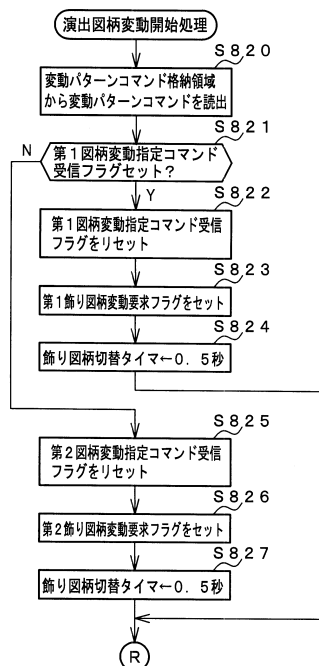 演出図柄変動開始処理
S820
変動パターンコマンド格納領域
から変動パターンコマンドを読出
S821
N
第1図柄変動指定コマンド
受信フラグセット?
Y
S822
第1図柄変動指定コマンド受信
フラグをリセット
S823
第1飾り図柄変動要求フラグをセット
S824
飾り図柄切替タイマ←0.5秒
S825
第2図柄変動指定コマンド受信
フラグをリセット
S826
第2飾り図柄変動要求フラグをセット
S827
飾り図柄切替タイマ←0.5秒
R